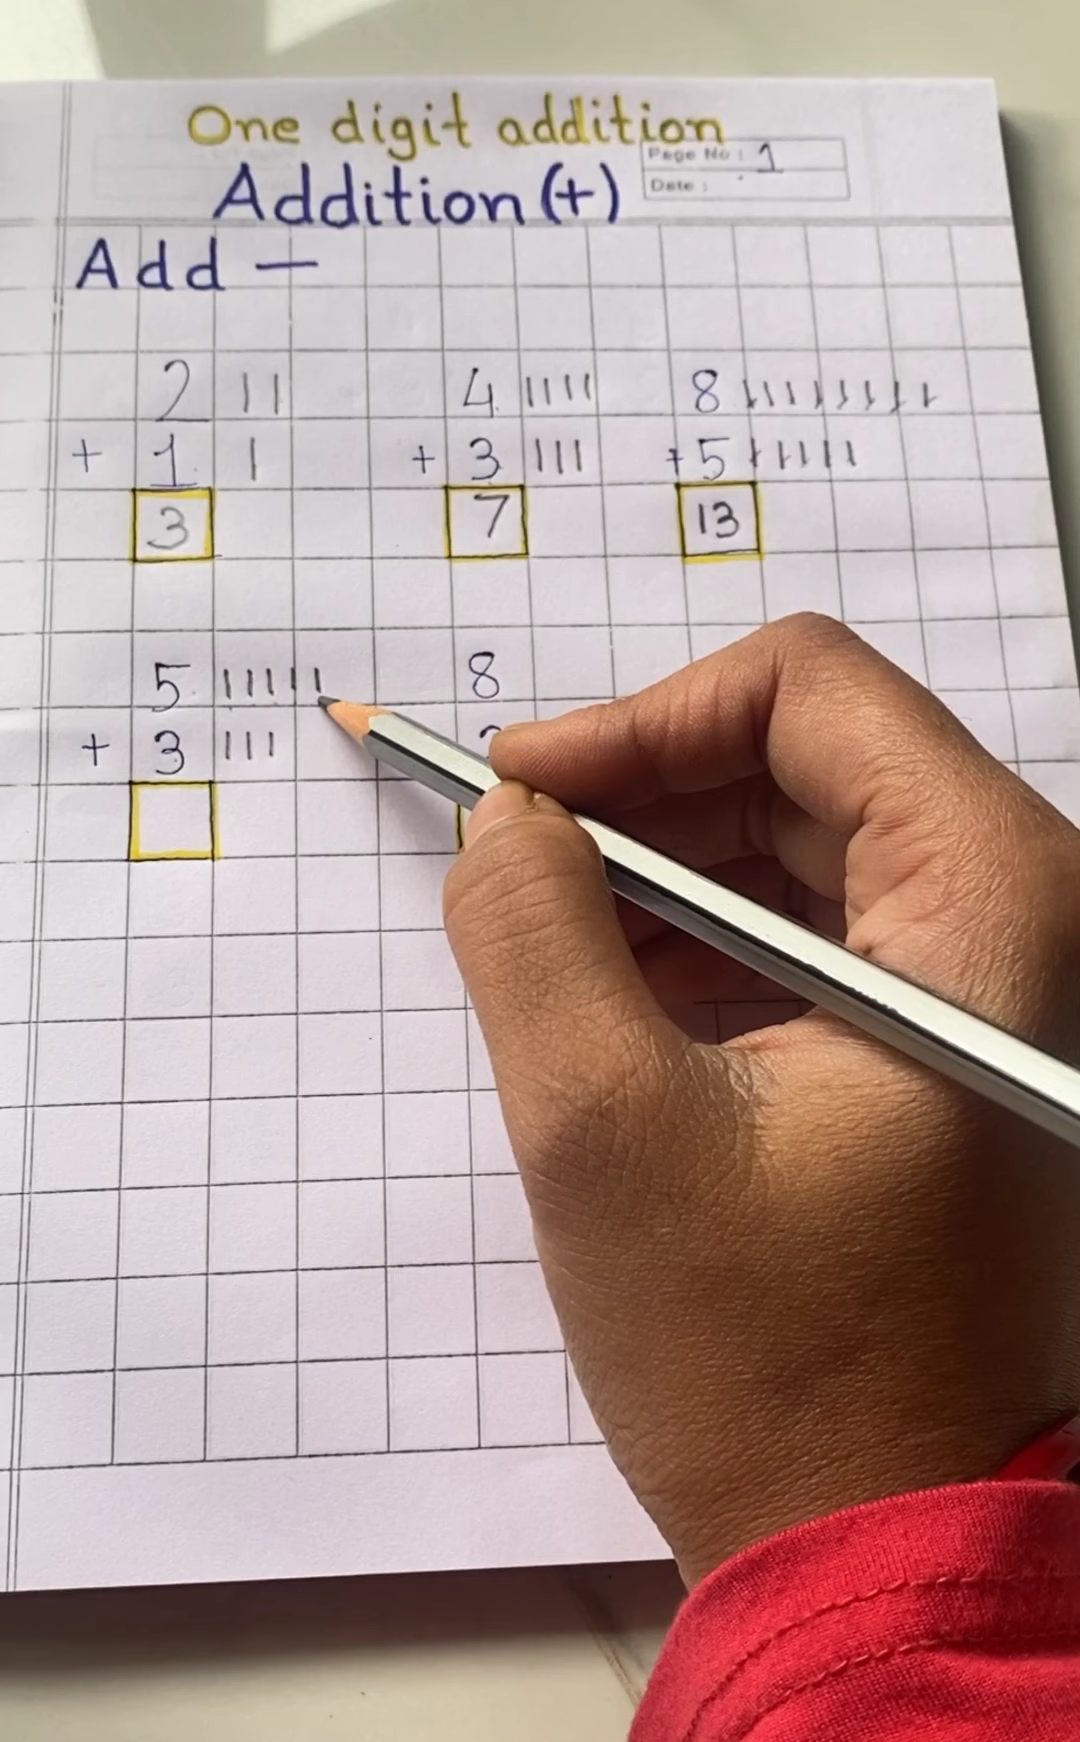 One digit addition
Page No : 1
Date :
Addition (+)
Add —
2 || 4 |||| 8 ||||||||
+ 1 | + 3 ||| + 5 |||||
3 7 13
5 ||||| 8
+ 3 |||